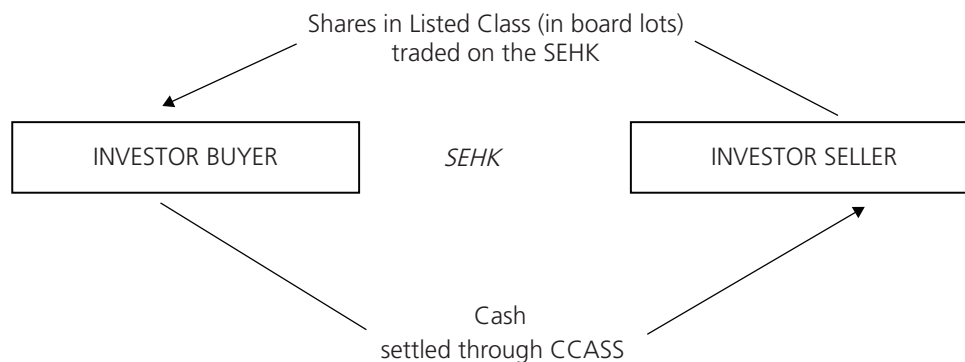 Shares in Listed Class (in board lots)
traded on the SEHK
INVESTOR BUYER
SEHK
INVESTOR SELLER
Cash
settled through CCASS